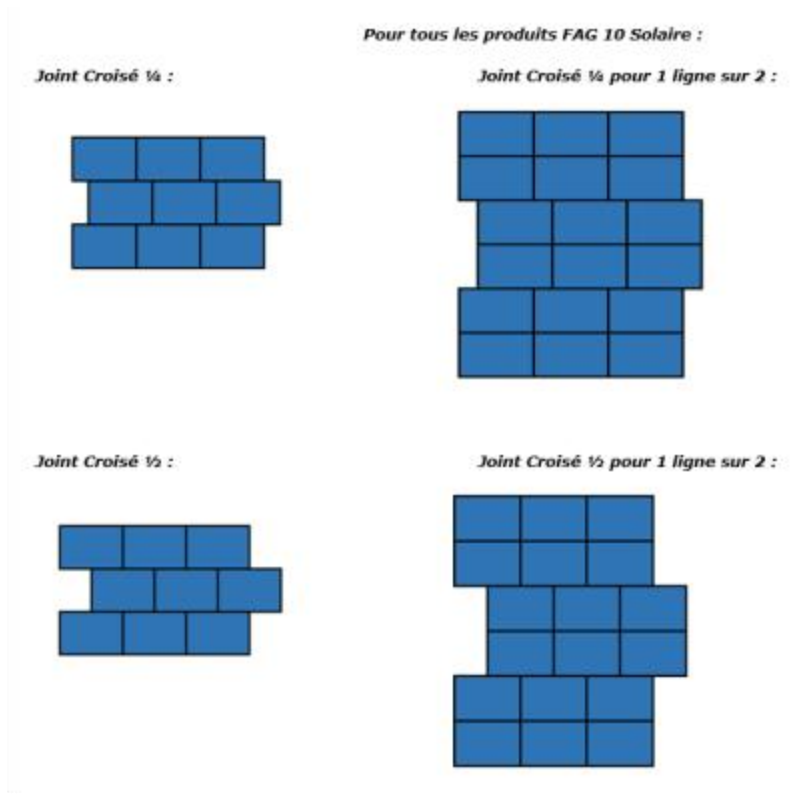 Pour tous les produits FAG 10 Solaire :
Joint Croisé ¼ :
Joint Croisé ¼ pour 1 ligne sur 2 :
Joint Croisé ½ :
Joint Croisé ½ pour 1 ligne sur 2 :